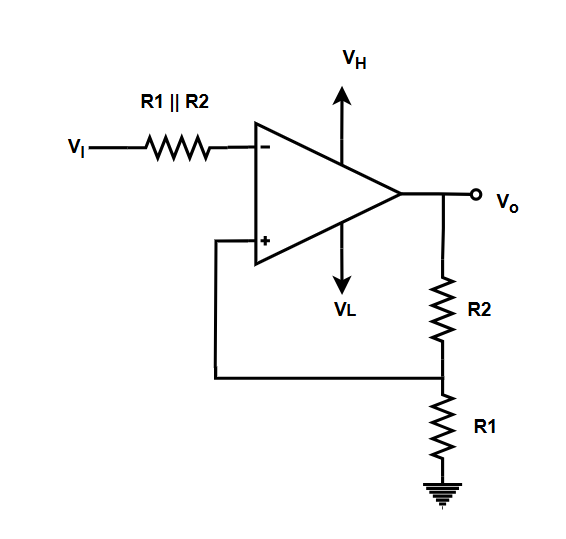 VH
R1 || R2
VI
−
+
Vo
VL
R2
R1